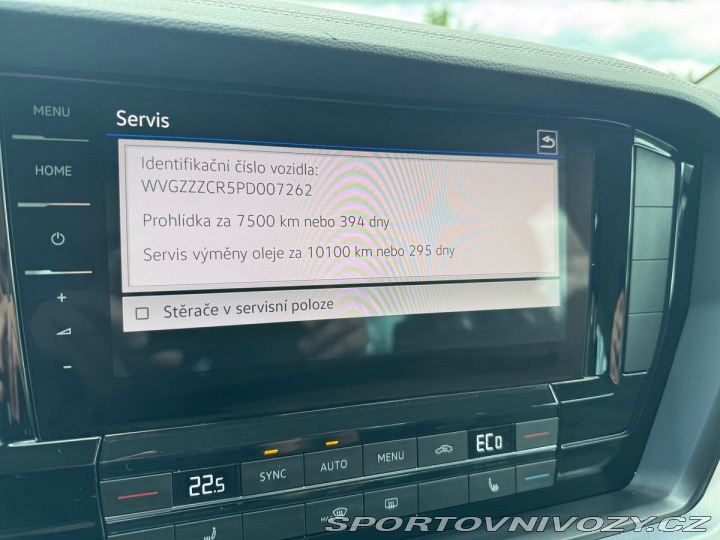 MENU
HOME
Servis
Identifikační číslo vozidla:
WVGZZZCR5PD007262
Prohlídka za 7500 km nebo 394 dny
Servis výměny oleje za 10100 km nebo 295 dny
Stěrače v servisní poloze
22.5
SYNC
AUTO
MENU
ECO
MAX
SPORTOVNIVOZY.CZ